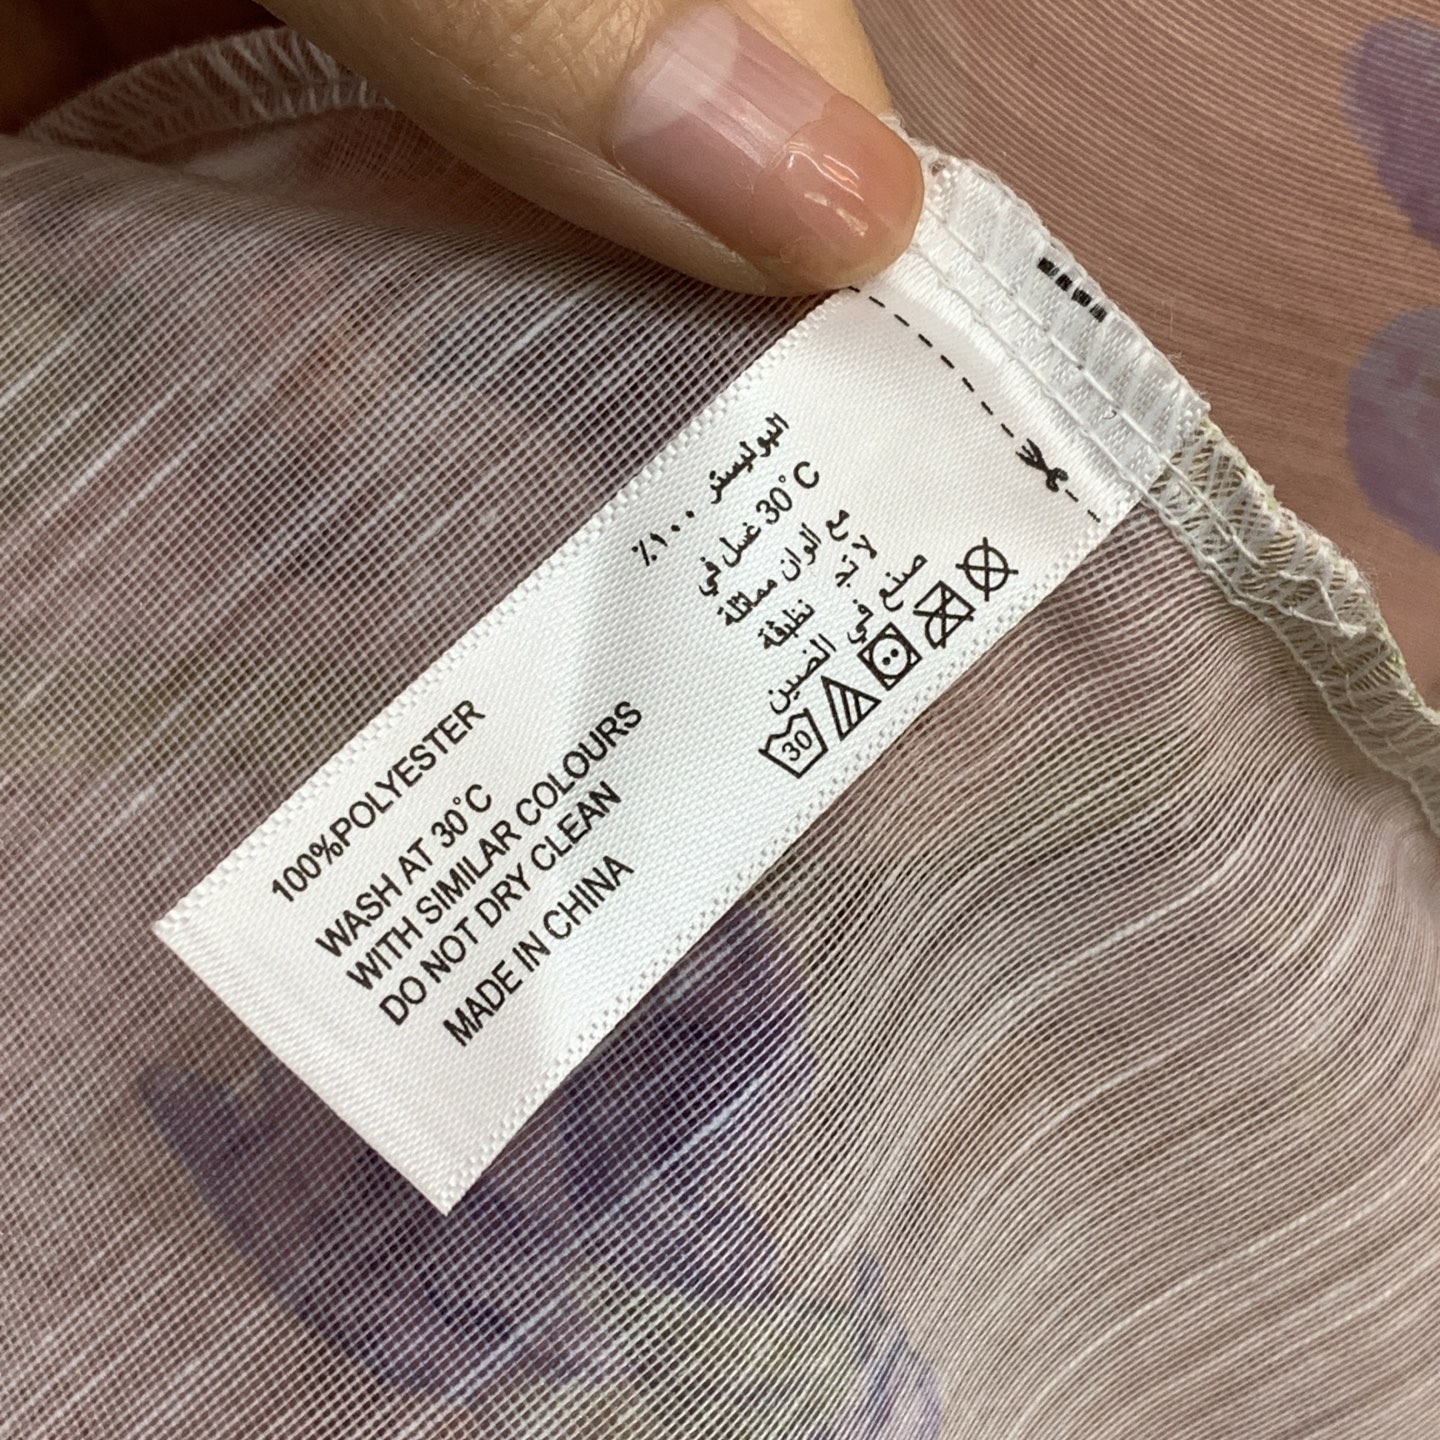 البوليستر ١٠٠٪
غسل في 30°C
مع ألوان مماثلة
لا تجد نظيفة
صنع في الصين
30
100%POLYESTER
WASH AT 30°C
WITH SIMILAR COLOURS
DO NOT DRY CLEAN
MADE IN CHINA